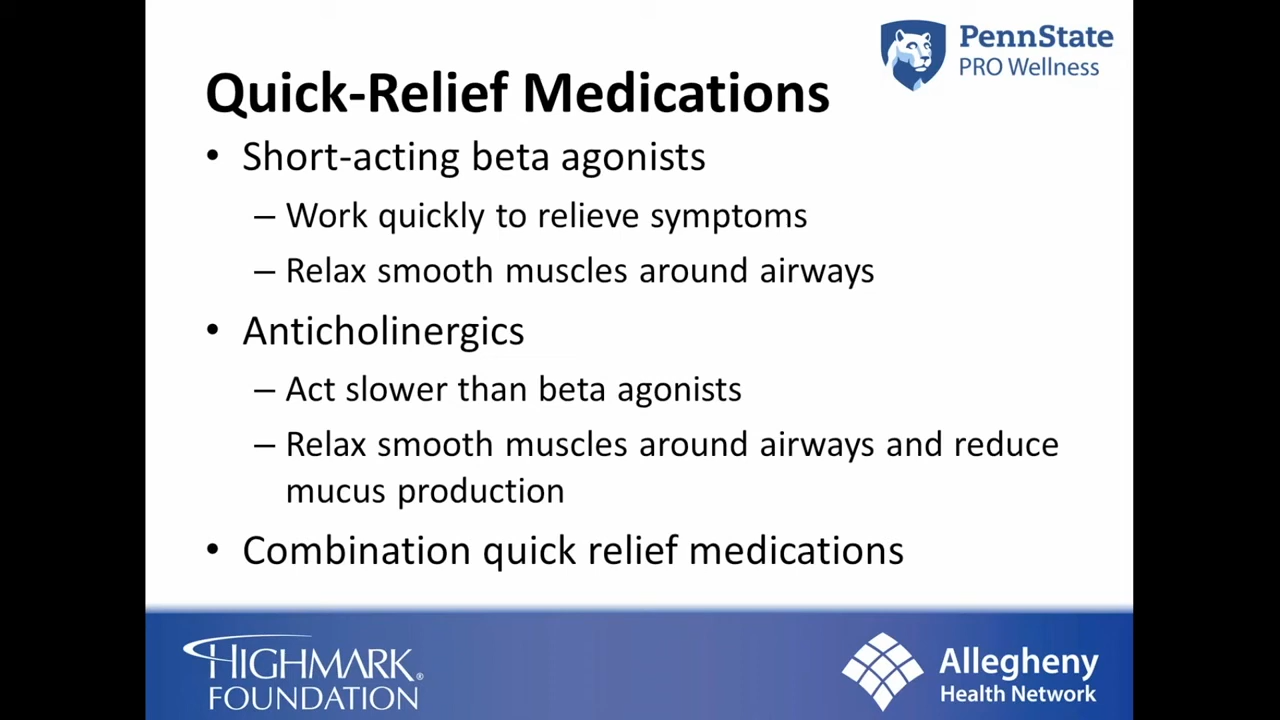 PennState
PRO Wellness
Quick-Relief Medications
• Short-acting beta agonists
– Work quickly to relieve symptoms
– Relax smooth muscles around airways
• Anticholinergics
– Act slower than beta agonists
– Relax smooth muscles around airways and reduce
mucus production
• Combination quick relief medications
HIGHMARK®
FOUNDATION
Allegheny
Health Network